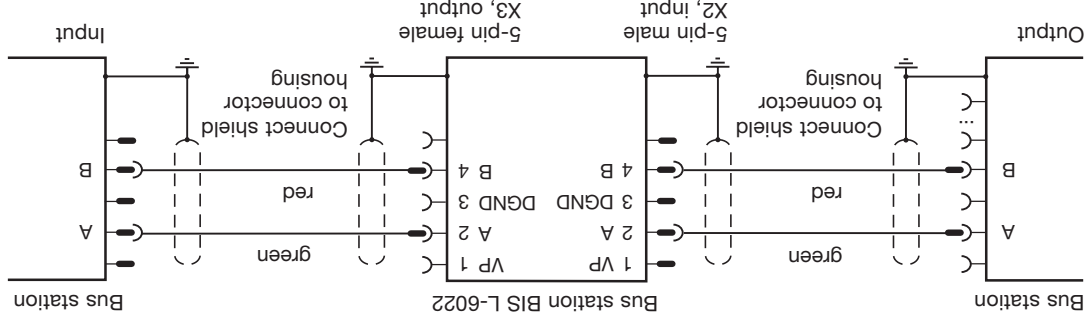 Bus station
Bus station BIS L-6022
Bus station
1 VP
VP 1
green
green
A
2 A
A 2
A
3 DGND
DGND 3
red
red
B
4 B
B 4
B
...
Connect shield
to connector
housing
Connect shield
to connector
housing
Output
5-pin male
X2, input
5-pin female
X3, output
Input